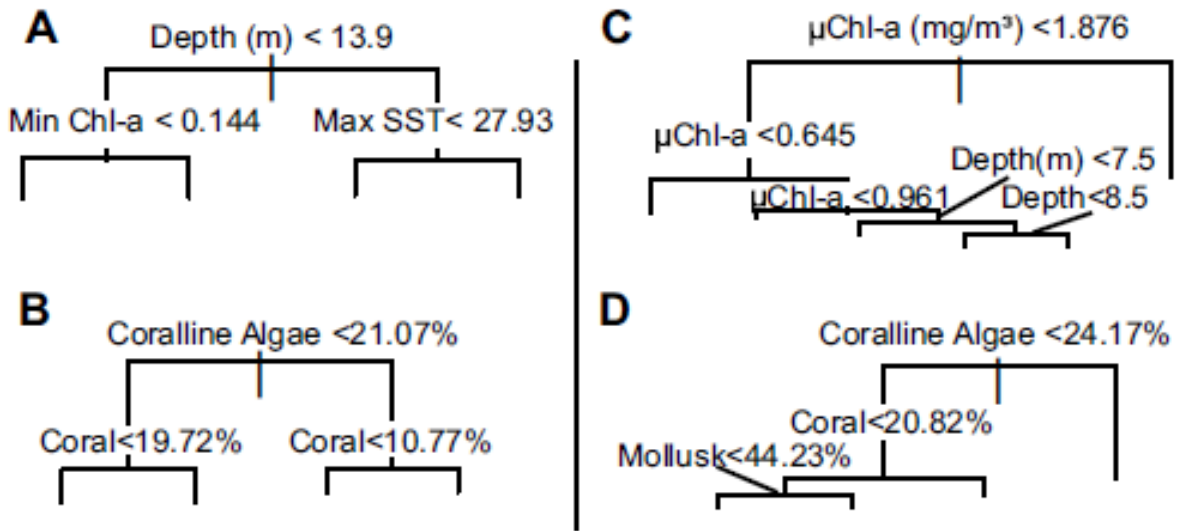 A
Depth (m) < 13.9
Min Chl-a < 0.144
Max SST< 27.93
B
Coralline Algae <21.07%
Coral<19.72%
Coral<10.77%
C
µChl-a (mg/m³) <1.876
µChl-a <0.645
Depth(m) <7.5
µChl-a<0.961
Depth<8.5
D
Coralline Algae <24.17%
Coral<20.82%
Mollusk<44.23%